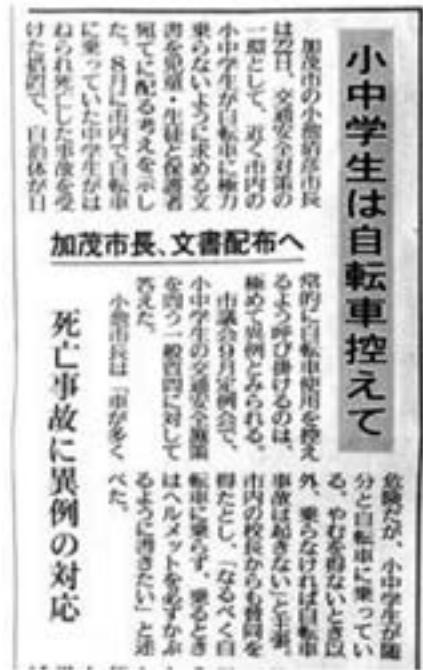 小中学生は自転車控えて
加茂市長、文書配布へ
死亡事故に異例の対応
加茂市の小池清彦市長
は22日、交通安全対策の
一環として、近く市内の
小中学生が自転車に極力
乗らないように求める文
書を児童・生徒と保護者
宛てに配る考えを示し
た。8月に市内で自転車
に乗っていた中学生がは
ねられ死亡した事故を受
けた措置で、自治体が日
常的に自転車使用を控え
るよう呼び掛けるのは、
極めて異例とみられる。
市議会9月定例会で、
小中学生の交通安全施策
を問う一般質問に対して
答えた。
小池市長は「車が多く
危険だが、小中学生が随
分と自転車に乗ってい
る。やむを得ないとき以
外、乗らなければ自転車
事故は起きない」と主張。
市内の校長からも賛同を
得たとし、「なるべく自
転車に乗らず、乗るとき
はヘルメットを必ずかぶ
るように書きたい」と述
べた。